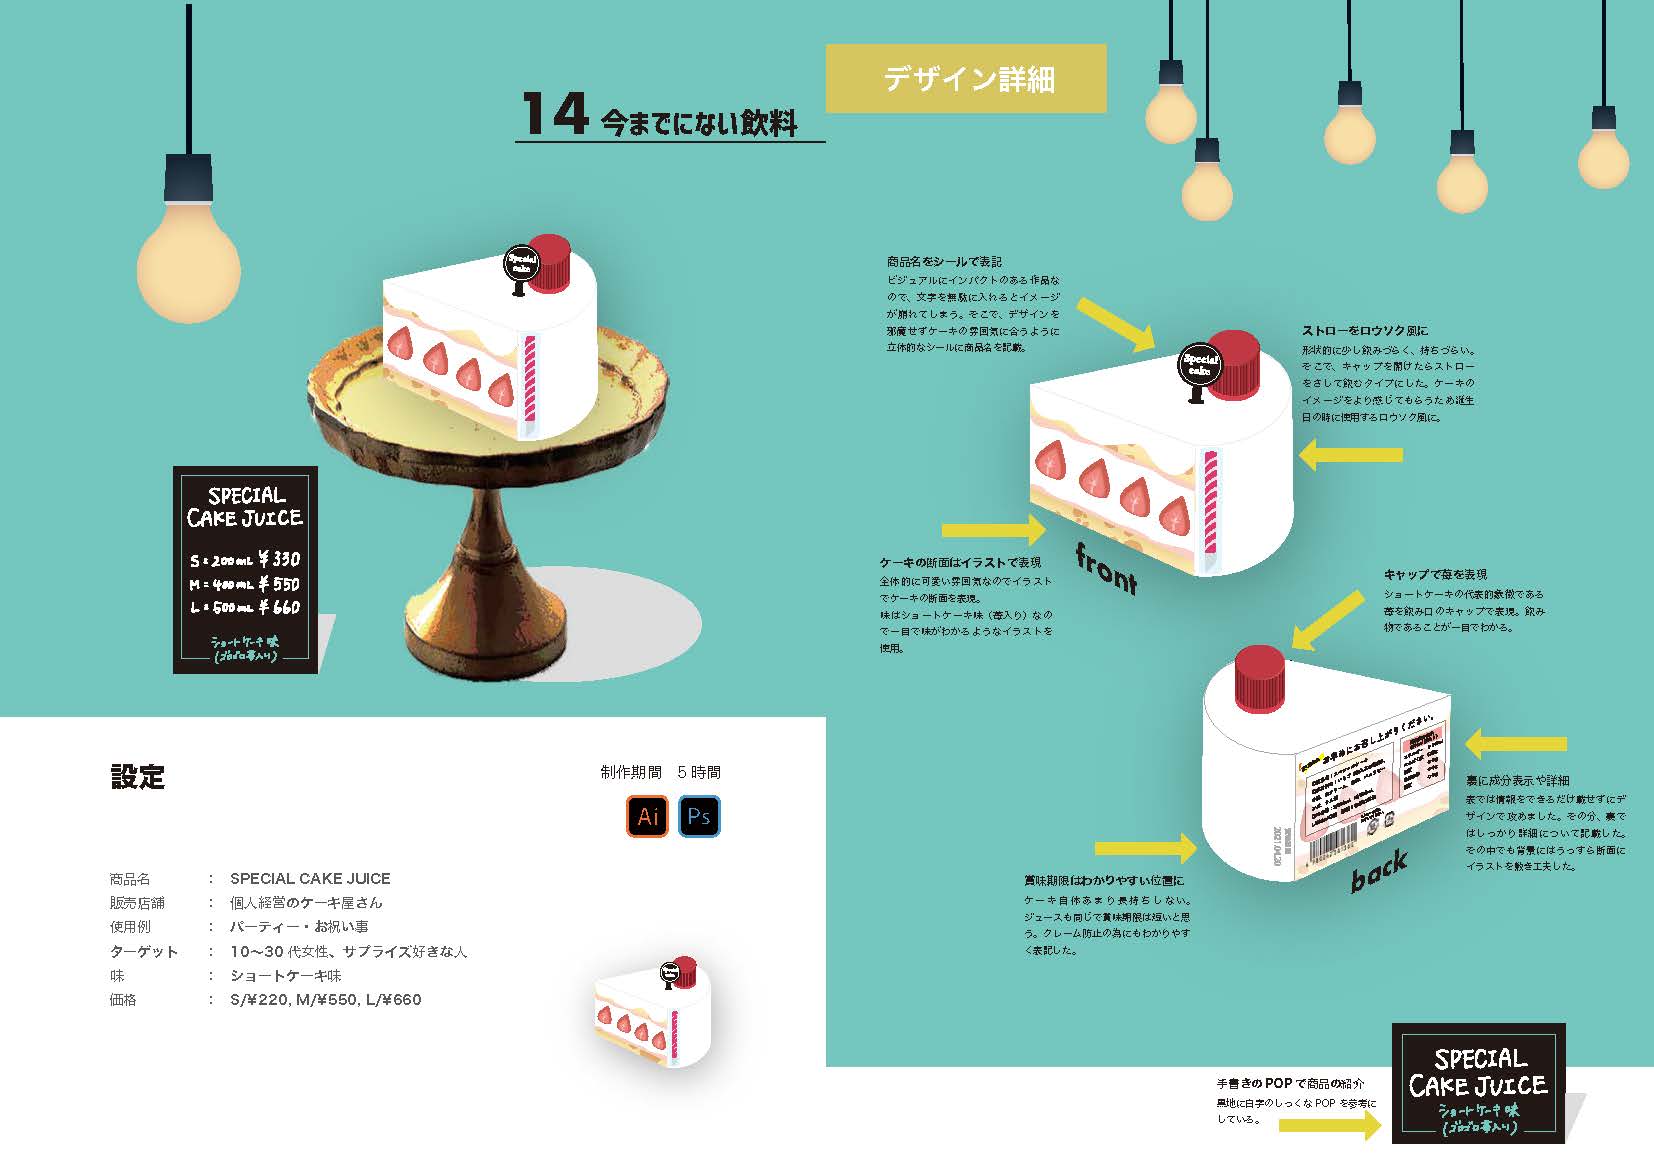 14 今までにない飲料
Special
cake
SPECIAL
CAKE JUICE
S=200mL ¥330
M=400mL ¥550
L=500mL ¥660
ショートケーキ味
(ゴロゴロ苺入り)
設定
制作期間　5時間
Ai Ps
商品名 : SPECIAL CAKE JUICE
販売店舗 : 個人経営のケーキ屋さん
使用例 : パーティー・お祝い事
ターゲット : 10〜30代女性、サプライズ好きな人
味 : ショートケーキ味
価格 : S/¥220, M/¥550, L/¥660
デザイン詳細
商品名をシールで表記
ビジュアルにインパクトのある作品な
ので、文字を無駄に入れるとイメージ
が崩れてしまう。そこで、デザインを
邪魔せずケーキの雰囲気に合うように
立体的なシールに商品名を記載。
ストローをロウソク風に
形状的に少し飲みづらく、持ちづらい。
そこで、キャップを開けたらストロー
をさして飲むタイプにした。ケーキの
イメージをより感じてもらうため誕生
日の時に使用するロウソク風に。
Special
cake
ケーキの断面はイラストで表現
全体的に可愛い雰囲気なのでイラスト
でケーキの断面を表現。
味はショートケーキ味（苺入り）なの
で一目で味がわかるようなイラストを
使用。
front
キャップで苺を表現
ショートケーキの代表的象徴である
苺を飲み口のキャップで表現。飲み
物であることが一目でわかる。
お早めにお召し上がりください。
2021.04.30
back
裏に成分表示や詳細
表では情報をできるだけ載せずにデ
ザインで攻めました。その分、裏で
はしっかり詳細について記載した。
その中でも背景にはうっすら断面に
イラストを敷き工夫した。
賞味期限はわかりやすい位置に
ケーキ自体あまり長持ちしない。
ジュースも同じで賞味期限は短いと思
う。クレーム防止の為にもわかりやす
く表記した。
手書きのPOPで商品の紹介
黒地に白字のしっくなPOPを参考に
している。
SPECIAL
CAKE JUICE
ショートケーキ味
(ゴロゴロ苺入り)